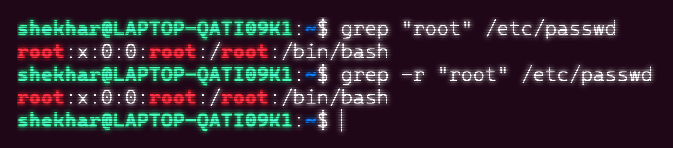 shekhar@LAPTOP-QATI09K1:~$ grep "root" /etc/passwd
root:x:0:0:root:/root:/bin/bash
shekhar@LAPTOP-QATI09K1:~$ grep -r "root" /etc/passwd
root:x:0:0:root:/root:/bin/bash
shekhar@LAPTOP-QATI09K1:~$